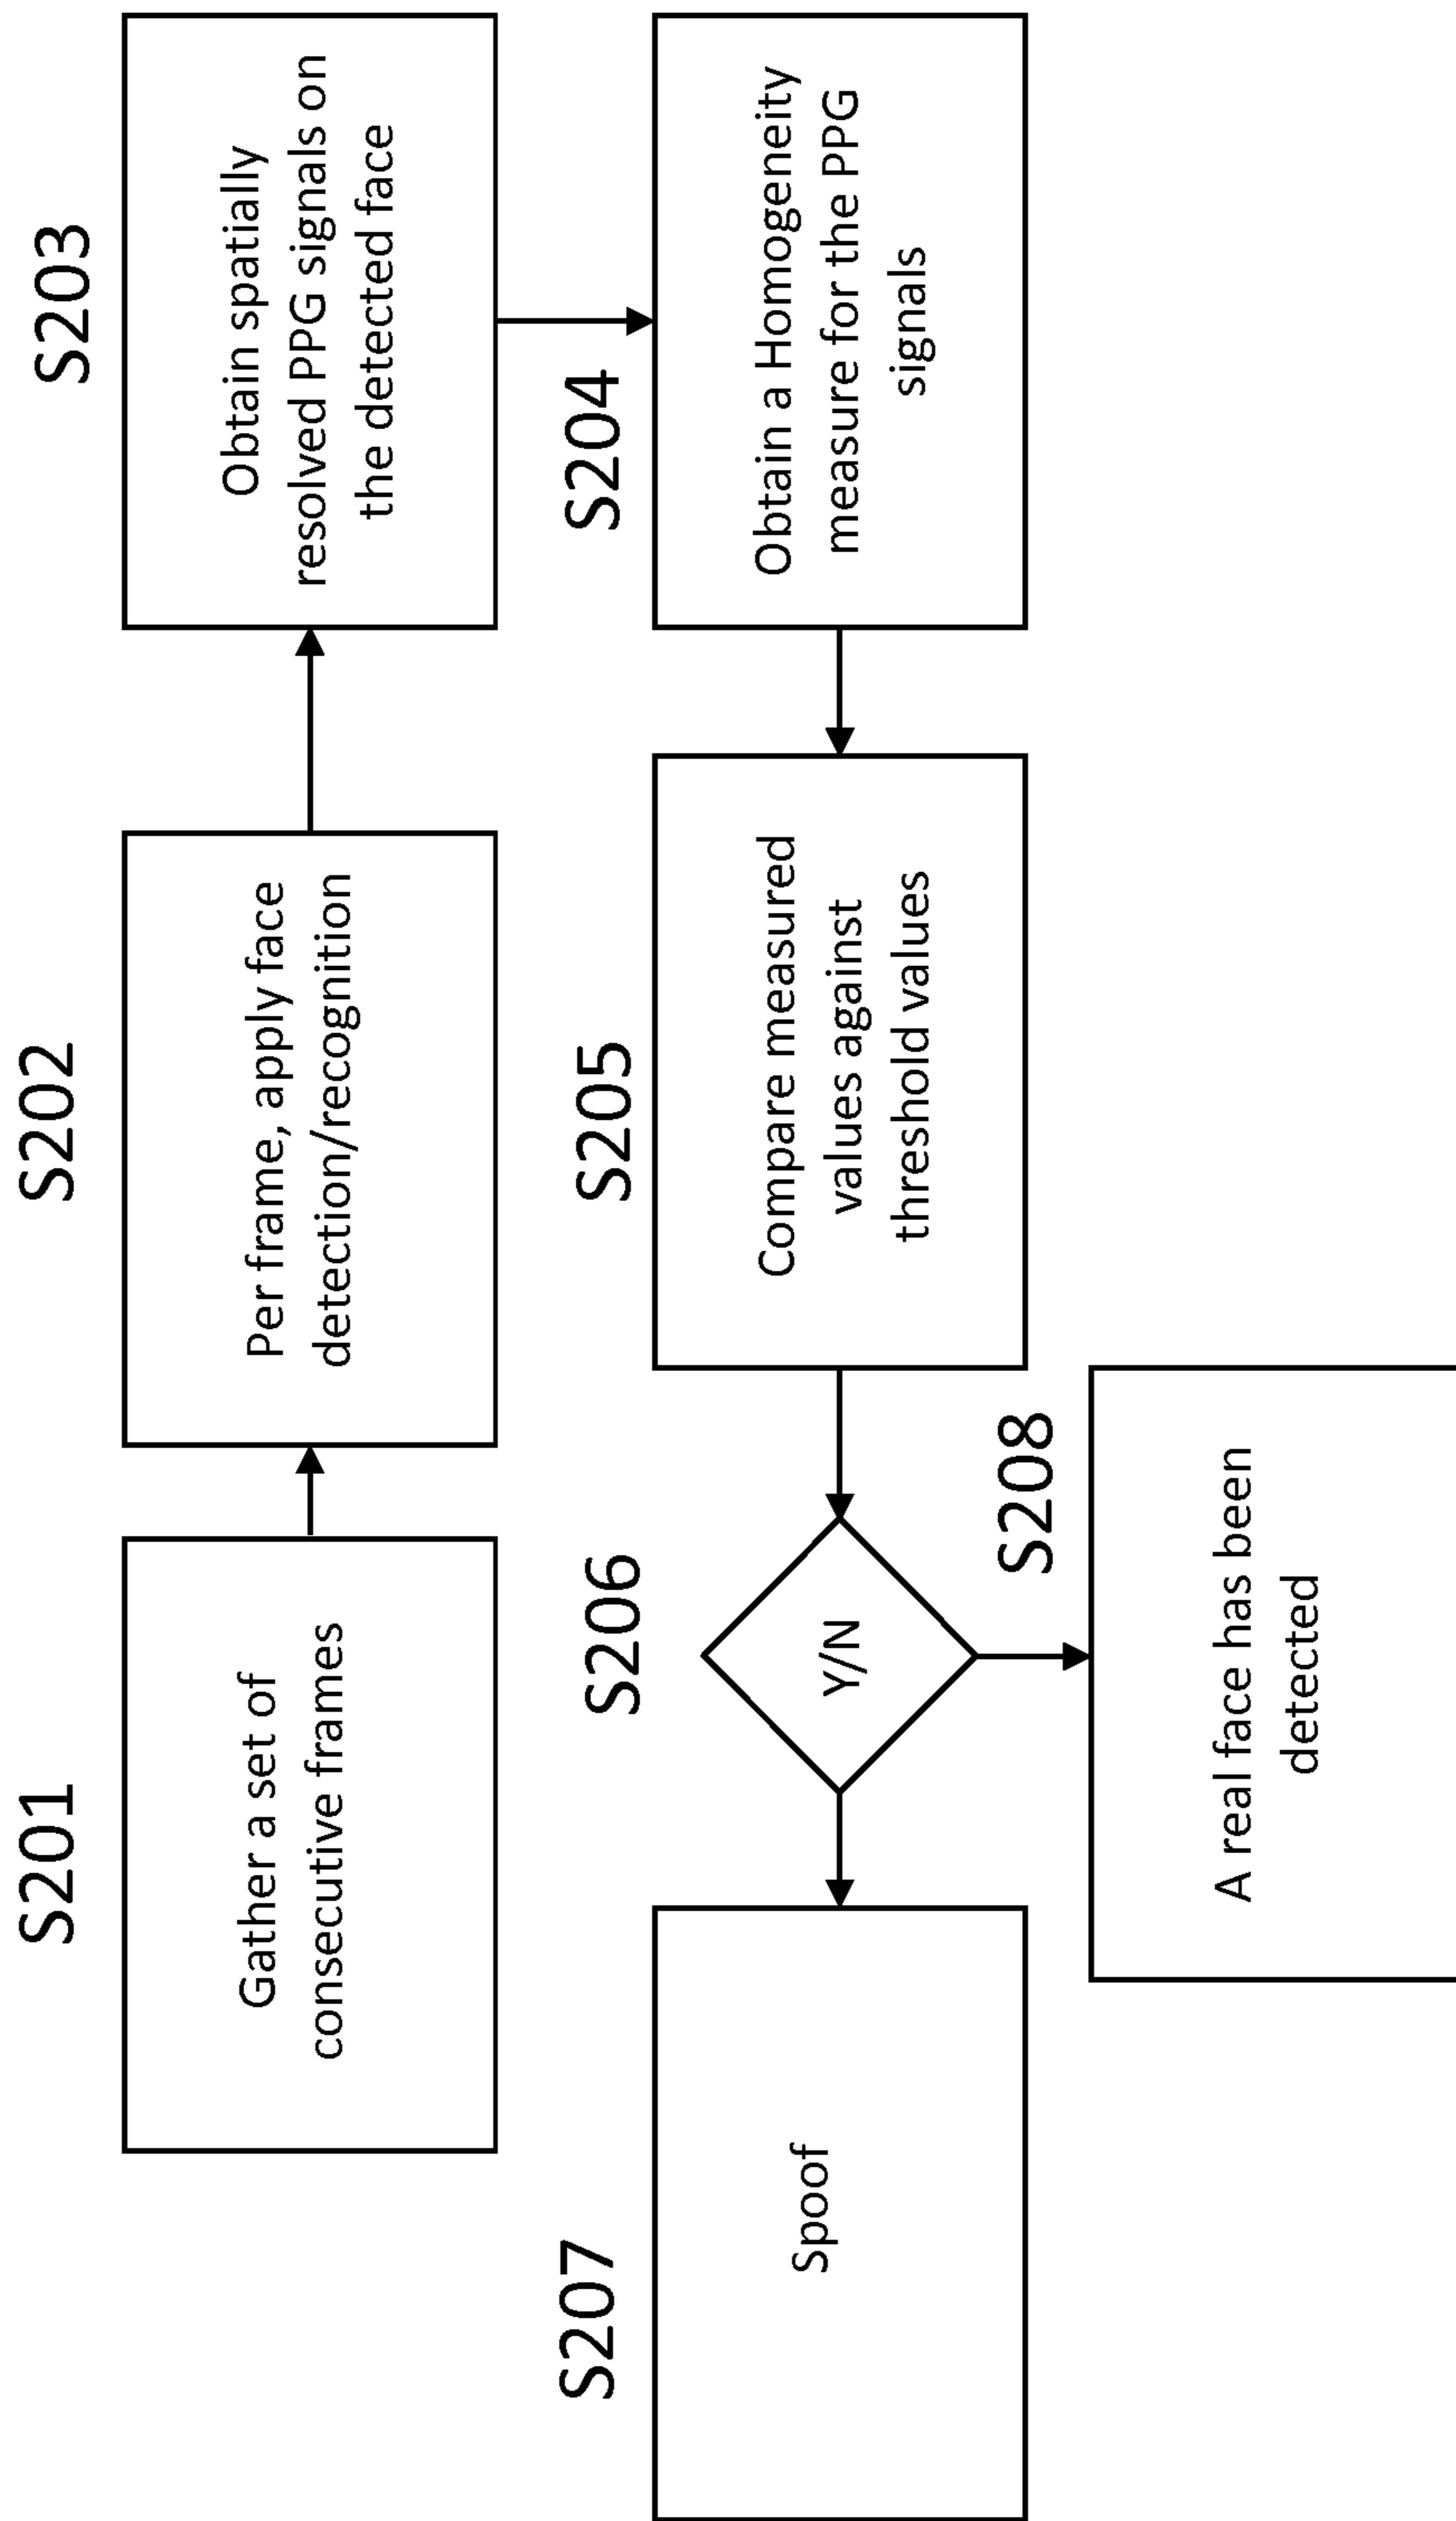 S201
Gather a set of
consecutive frames
S202
Per frame, apply face
detection/recognition
S203
Obtain spatially
resolved PPG signals on
the detected face
S204
Obtain a Homogeneity
measure for the PPG
signals
S205
Compare measured
values against
threshold values
S206
Y/N
S207
Spoof
S208
A real face has been
detected